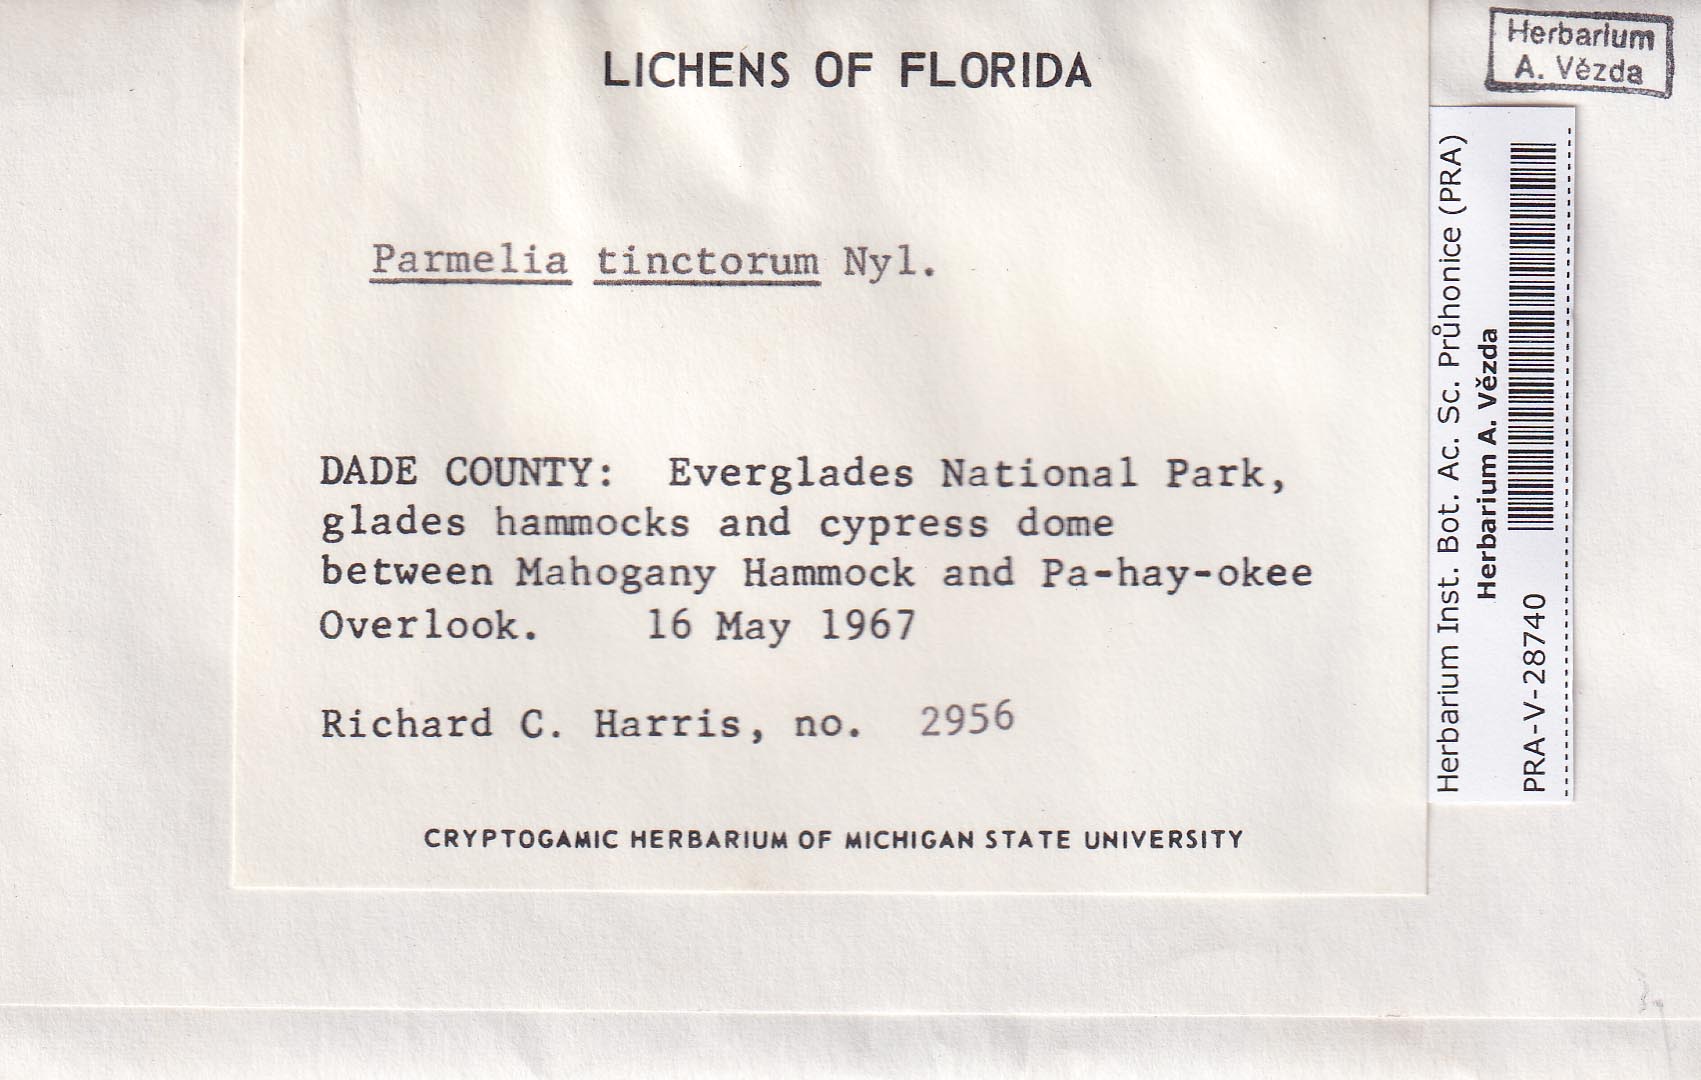 LICHENS OF FLORIDA
Parmelia tinctorum Nyl.
DADE COUNTY: Everglades National Park,
glades hammocks and cypress dome
between Mahogany Hammock and Pa-hay-okee
Overlook. 16 May 1967
Richard C. Harris, no. 2956
CRYPTOGAMIC HERBARIUM OF MICHIGAN STATE UNIVERSITY
Herbarium
A. Vězda
Herbarium Inst. Bot. Ac. Sc. Průhonice (PRA)
Herbarium A. Vězda
PRA-V-28740